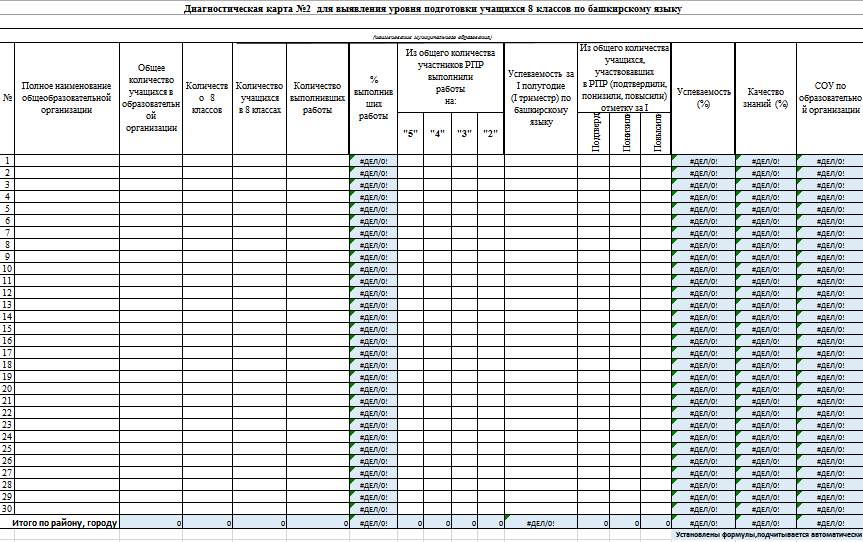 Диагностическая карта №2 для выявления уровня подготовки учащихся 8 классов по башкирскому языку
(наименование муниципального образования)
№
Полное наименование
общеобразовательной
организации
Общее
количество
учащихся в
образовательн
ой
организации
Количеств
о 8
классов
Количество
учащихся
в 8 классах
Количество
выполнивших
работы
%
выполнив
ших
работы
Из общего количества
участников РПР
выполнили
работы
на:
"5" "4" "3" "2"
Успеваемость за
I полугодие
(I триместр) по
башкирскому
языку
Из общего количества
учащихся,
участвовавших
в РПР (подтвердили,
понизили, повысили)
отметку за I
Подтверд
Понизили
Повысили
Успеваемость
(%)
Качество
знаний (%)
СОУ по
образовательно
й организации
1 #ДЕЛ/0! #ДЕЛ/0! #ДЕЛ/0! #ДЕЛ/0!
2 #ДЕЛ/0! #ДЕЛ/0! #ДЕЛ/0! #ДЕЛ/0!
3 #ДЕЛ/0! #ДЕЛ/0! #ДЕЛ/0! #ДЕЛ/0!
4 #ДЕЛ/0! #ДЕЛ/0! #ДЕЛ/0! #ДЕЛ/0!
5 #ДЕЛ/0! #ДЕЛ/0! #ДЕЛ/0! #ДЕЛ/0!
6 #ДЕЛ/0! #ДЕЛ/0! #ДЕЛ/0! #ДЕЛ/0!
7 #ДЕЛ/0! #ДЕЛ/0! #ДЕЛ/0! #ДЕЛ/0!
8 #ДЕЛ/0! #ДЕЛ/0! #ДЕЛ/0! #ДЕЛ/0!
9 #ДЕЛ/0! #ДЕЛ/0! #ДЕЛ/0! #ДЕЛ/0!
10 #ДЕЛ/0! #ДЕЛ/0! #ДЕЛ/0! #ДЕЛ/0!
11 #ДЕЛ/0! #ДЕЛ/0! #ДЕЛ/0! #ДЕЛ/0!
12 #ДЕЛ/0! #ДЕЛ/0! #ДЕЛ/0! #ДЕЛ/0!
13 #ДЕЛ/0! #ДЕЛ/0! #ДЕЛ/0! #ДЕЛ/0!
14 #ДЕЛ/0! #ДЕЛ/0! #ДЕЛ/0! #ДЕЛ/0!
15 #ДЕЛ/0! #ДЕЛ/0! #ДЕЛ/0! #ДЕЛ/0!
16 #ДЕЛ/0! #ДЕЛ/0! #ДЕЛ/0! #ДЕЛ/0!
17 #ДЕЛ/0! #ДЕЛ/0! #ДЕЛ/0! #ДЕЛ/0!
18 #ДЕЛ/0! #ДЕЛ/0! #ДЕЛ/0! #ДЕЛ/0!
19 #ДЕЛ/0! #ДЕЛ/0! #ДЕЛ/0! #ДЕЛ/0!
20 #ДЕЛ/0! #ДЕЛ/0! #ДЕЛ/0! #ДЕЛ/0!
21 #ДЕЛ/0! #ДЕЛ/0! #ДЕЛ/0! #ДЕЛ/0!
22 #ДЕЛ/0! #ДЕЛ/0! #ДЕЛ/0! #ДЕЛ/0!
23 #ДЕЛ/0! #ДЕЛ/0! #ДЕЛ/0! #ДЕЛ/0!
24 #ДЕЛ/0! #ДЕЛ/0! #ДЕЛ/0! #ДЕЛ/0!
25 #ДЕЛ/0! #ДЕЛ/0! #ДЕЛ/0! #ДЕЛ/0!
26 #ДЕЛ/0! #ДЕЛ/0! #ДЕЛ/0! #ДЕЛ/0!
27 #ДЕЛ/0! #ДЕЛ/0! #ДЕЛ/0! #ДЕЛ/0!
28 #ДЕЛ/0! #ДЕЛ/0! #ДЕЛ/0! #ДЕЛ/0!
29 #ДЕЛ/0! #ДЕЛ/0! #ДЕЛ/0! #ДЕЛ/0!
30 #ДЕЛ/0! #ДЕЛ/0! #ДЕЛ/0! #ДЕЛ/0!
Итого по району, городу 0 0 0 0 #ДЕЛ/0! 0 0 0 0 #ДЕЛ/0! 0 0 0 #ДЕЛ/0! #ДЕЛ/0! #ДЕЛ/0!
Установлены формулы,подчитывается автоматически